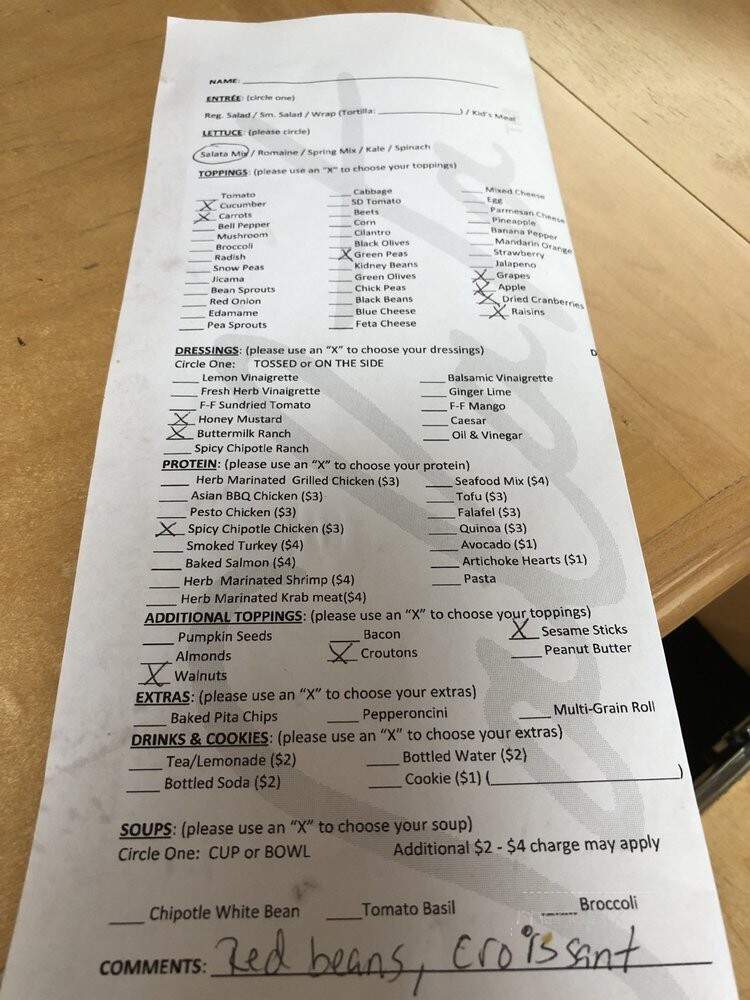 NAME:
ENTRÉE: (circle one)
Reg. Salad / Sm. Salad / Wrap (Tortilla: ) / Kid's Meal
LETTUCE: (please circle)
Salata Mix / Romaine / Spring Mix / Kale / Spinach
TOPPINGS: (please use an "X" to choose your toppings)
Tomato
X Cucumber
X Carrots
Bell Pepper
Mushroom
Broccoli
Radish
Snow Peas
Jicama
Bean Sprouts
Red Onion
Edamame
Pea Sprouts
Cabbage
SD Tomato
Beets
Corn
Cilantro
Black Olives
X Green Peas
Kidney Beans
Green Olives
Chick Peas
Black Beans
Blue Cheese
Feta Cheese
Mixed Cheese
Egg
Parmesan Cheese
Pineapple
Banana Pepper
Mandarin Orange
Strawberry
Jalapeno
X Grapes
X Apple
X Dried Cranberries
X Raisins
DRESSINGS: (please use an "X" to choose your dressings)
D
Circle One: TOSSED or ON THE SIDE
Lemon Vinaigrette
Fresh Herb Vinaigrette
F-F Sundried Tomato
X Honey Mustard
X Buttermilk Ranch
Spicy Chipotle Ranch
Balsamic Vinaigrette
Ginger Lime
F-F Mango
Caesar
Oil & Vinegar
PROTEIN: (please use an "X" to choose your protein)
Herb Marinated Grilled Chicken ($3)
Asian BBQ Chicken ($3)
Pesto Chicken ($3)
X Spicy Chipotle Chicken ($3)
Smoked Turkey ($4)
Baked Salmon ($4)
Herb Marinated Shrimp ($4)
Herb Marinated Krab meat($4)
Seafood Mix ($4)
Tofu ($3)
Falafel ($3)
Quinoa ($3)
Avocado ($1)
Artichoke Hearts ($1)
Pasta
ADDITIONAL TOPPINGS: (please use an "X" to choose your toppings)
Pumpkin Seeds
Almonds
X Walnuts
Bacon
X Croutons
X Sesame Sticks
Peanut Butter
EXTRAS: (please use an "X" to choose your extras)
Baked Pita Chips
Pepperoncini
Multi-Grain Roll
DRINKS & COOKIES: (please use an "X" to choose your extras)
Tea/Lemonade ($2)
Bottled Soda ($2)
Bottled Water ($2)
Cookie ($1) ( )
SOUPS: (please use an "X" to choose your soup)
Circle One: CUP or BOWL
Additional $2 - $4 charge may apply
Chipotle White Bean
Tomato Basil
Broccoli
COMMENTS: Red beans, Croissant